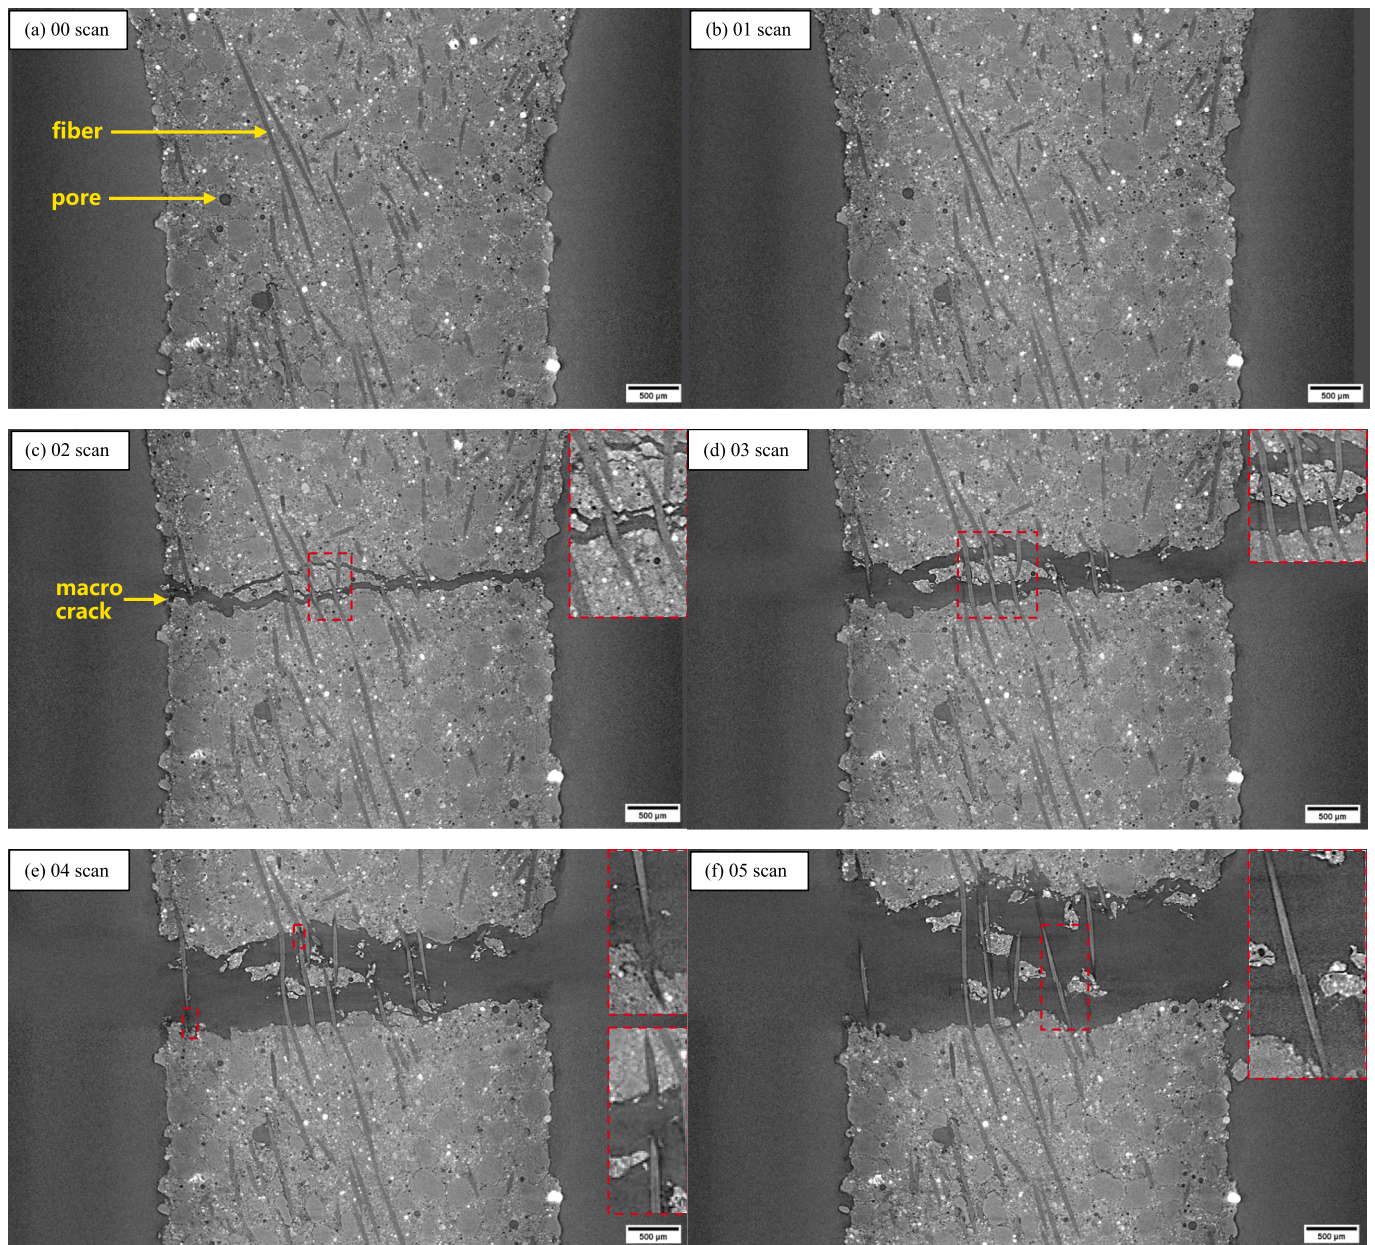 (a) 00 scan
(b) 01 scan
fiber
pore
500 µm
500 µm
(c) 02 scan
(d) 03 scan
macro
crack
500 µm
500 µm
(e) 04 scan
(f) 05 scan
500 µm
500 µm